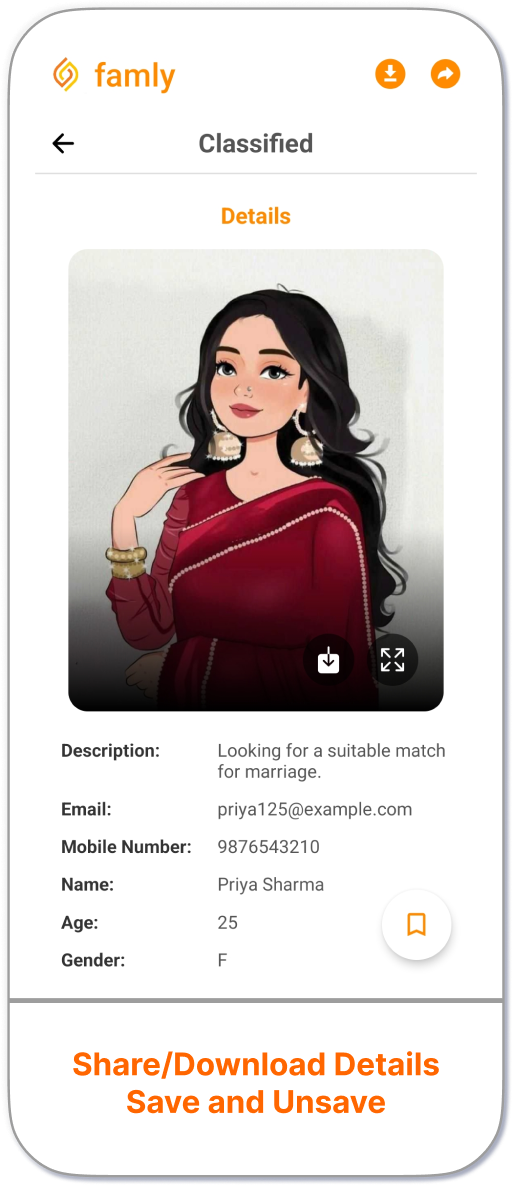 famly
Classified
Details
Description: Looking for a suitable match
for marriage.
Email: priya125@example.com
Mobile Number: 9876543210
Name: Priya Sharma
Age: 25
Gender: F
Share/Download Details
Save and Unsave